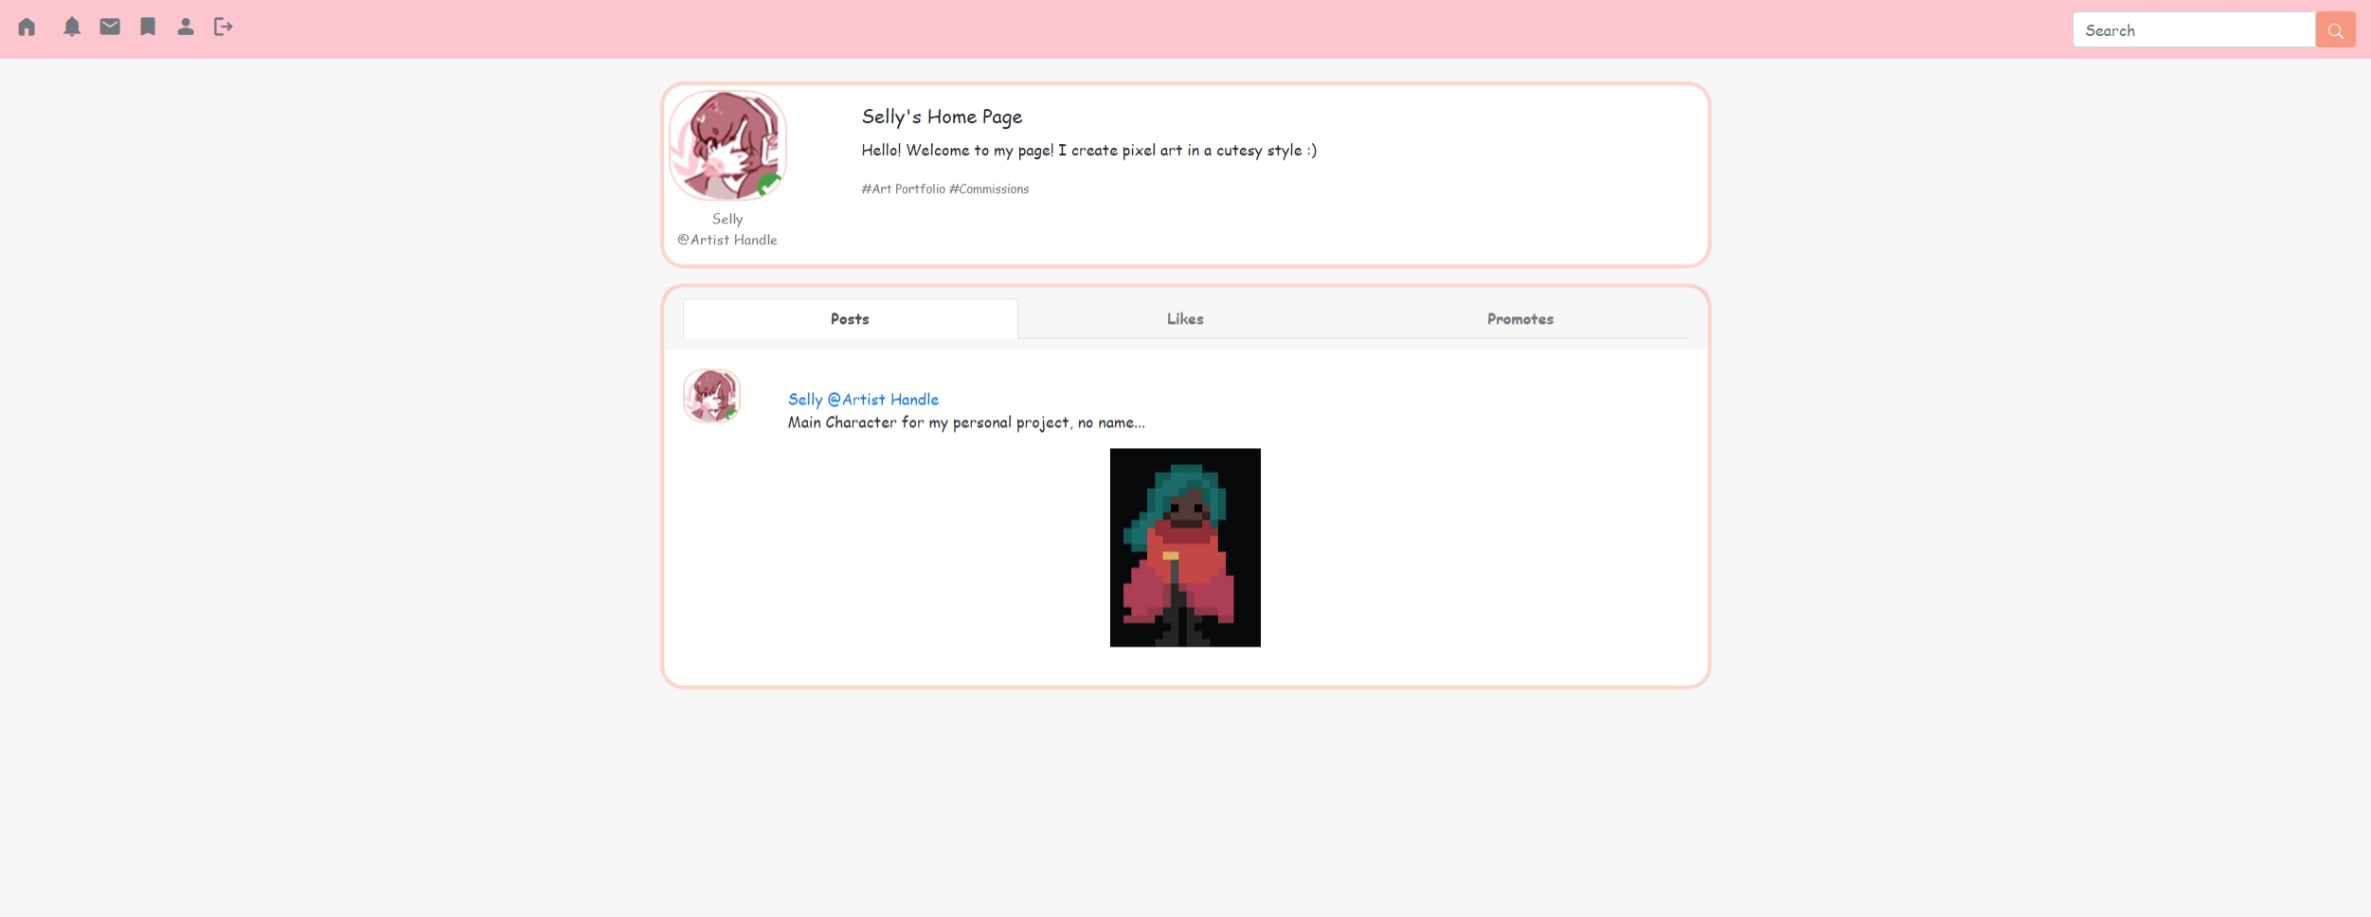 Search
Selly's Home Page
Hello! Welcome to my page! I create pixel art in a cutesy style :)
#Art Portfolio #Commissions
Selly
@Artist Handle
Posts
Likes
Promotes
Selly @Artist Handle
Main Character for my personal project, no name...